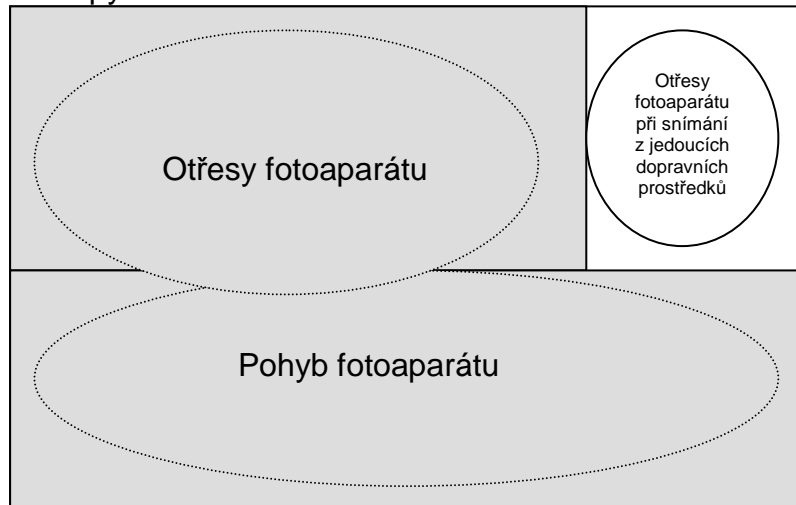 Otřesy
fotoaparátu
při snímání
z jedoucích
dopravních
prostředků
Otřesy fotoaparátu
Pohyb fotoaparátu